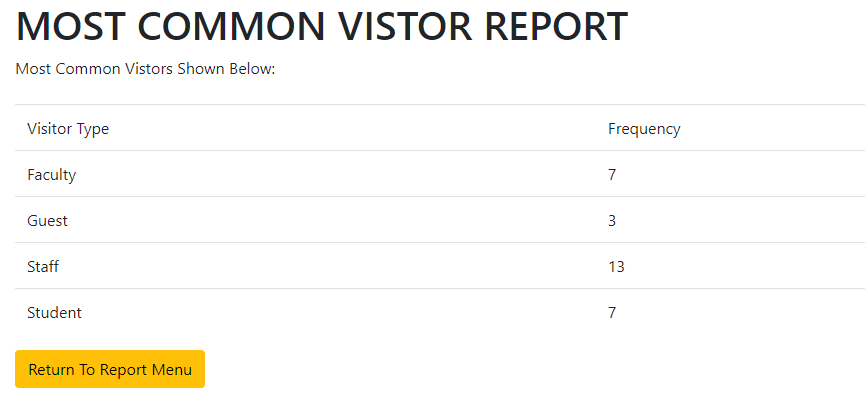 MOST COMMON VISTOR REPORT
Most Common Vistors Shown Below:
Visitor Type Frequency
Faculty 7
Guest 3
Staff 13
Student 7
Return To Report Menu